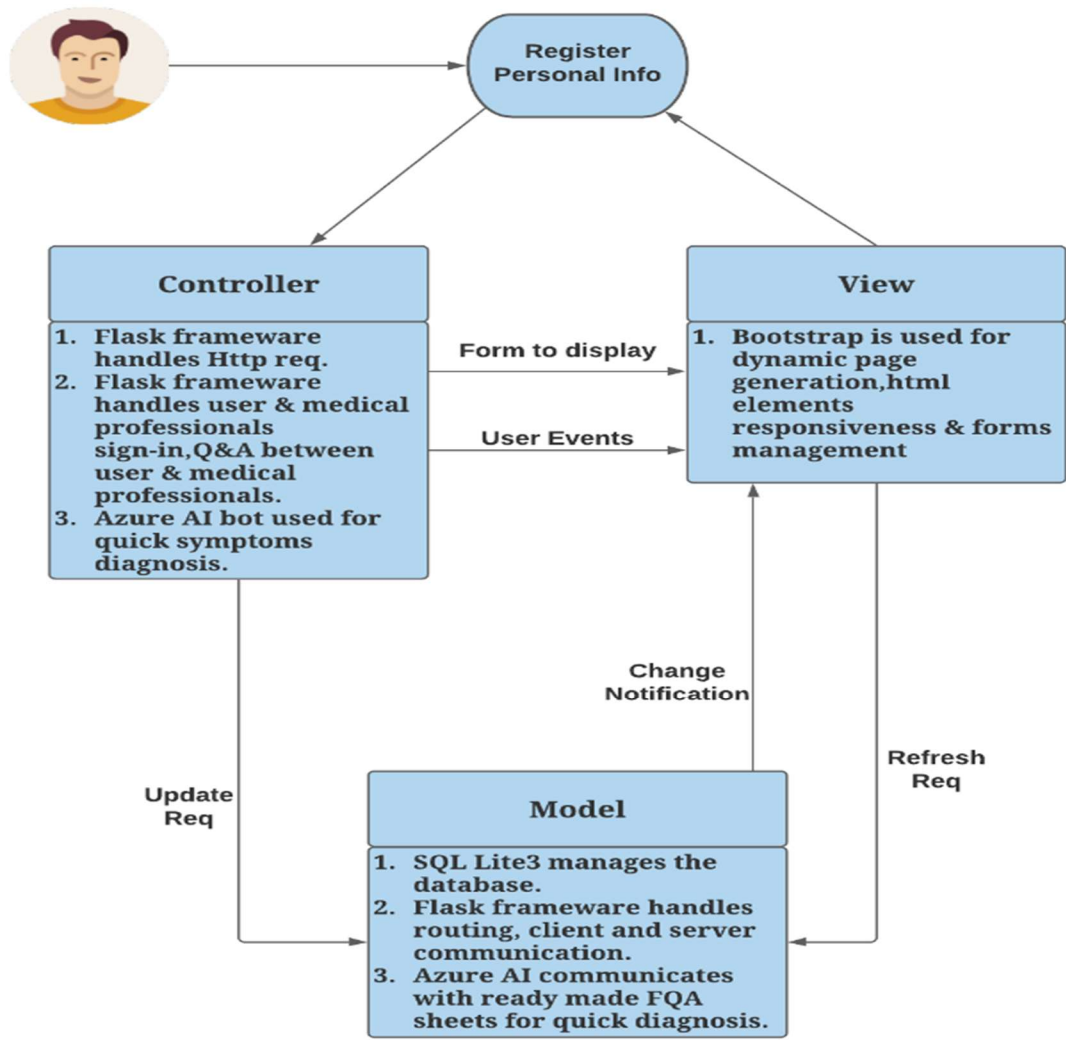 Register
Personal Info
Controller
1. Flask frameware
handles Http req.
2. Flask frameware
handles user & medical
professionals
sign-in,Q&A between
user & medical
professionals.
3. Azure AI bot used for
quick symptoms
diagnosis.
Form to display
User Events
View
1. Bootstrap is used for
dynamic page
generation,html
elements
responsiveness & forms
management
Change
Notification
Refresh
Req
Update
Req
Model
1. SQL Lite3 manages the
database.
2. Flask frameware handles
routing, client and server
communication.
3. Azure AI communicates
with ready made FQA
sheets for quick diagnosis.